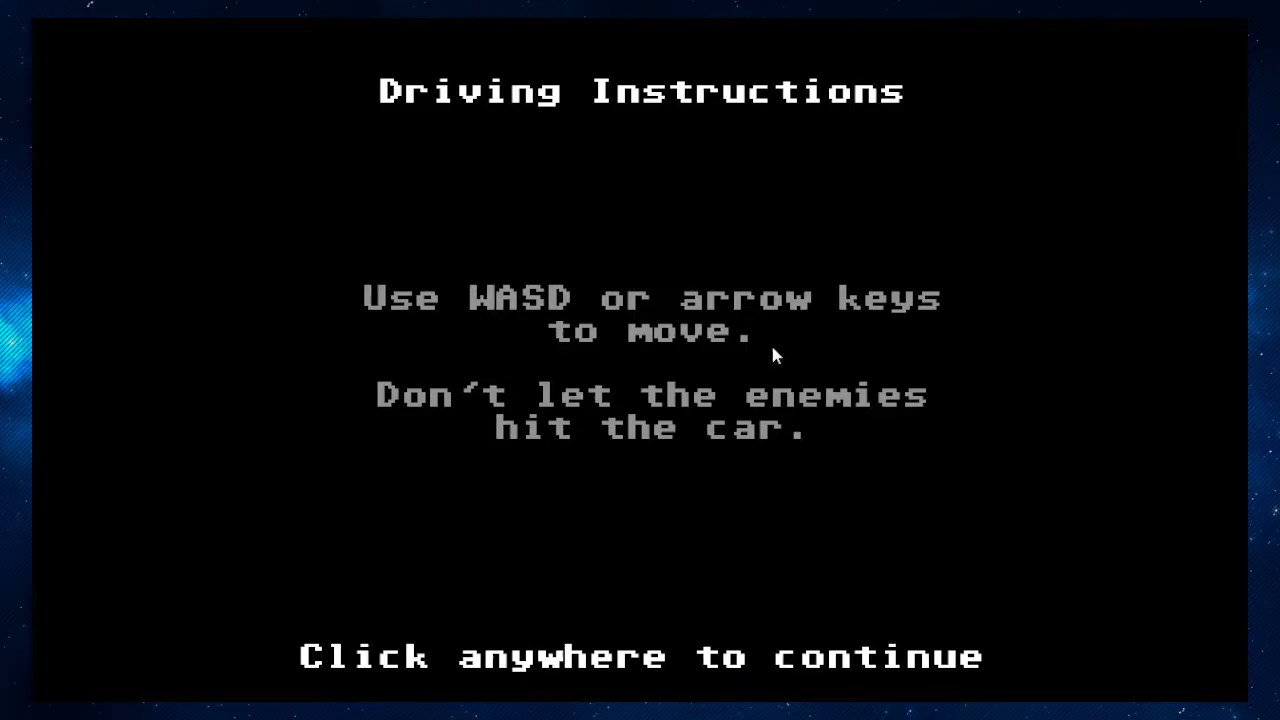 Driving Instructions
Use WASD or arrow keys
to move.
Don't let the enemies
hit the car.
Click anywhere to continue